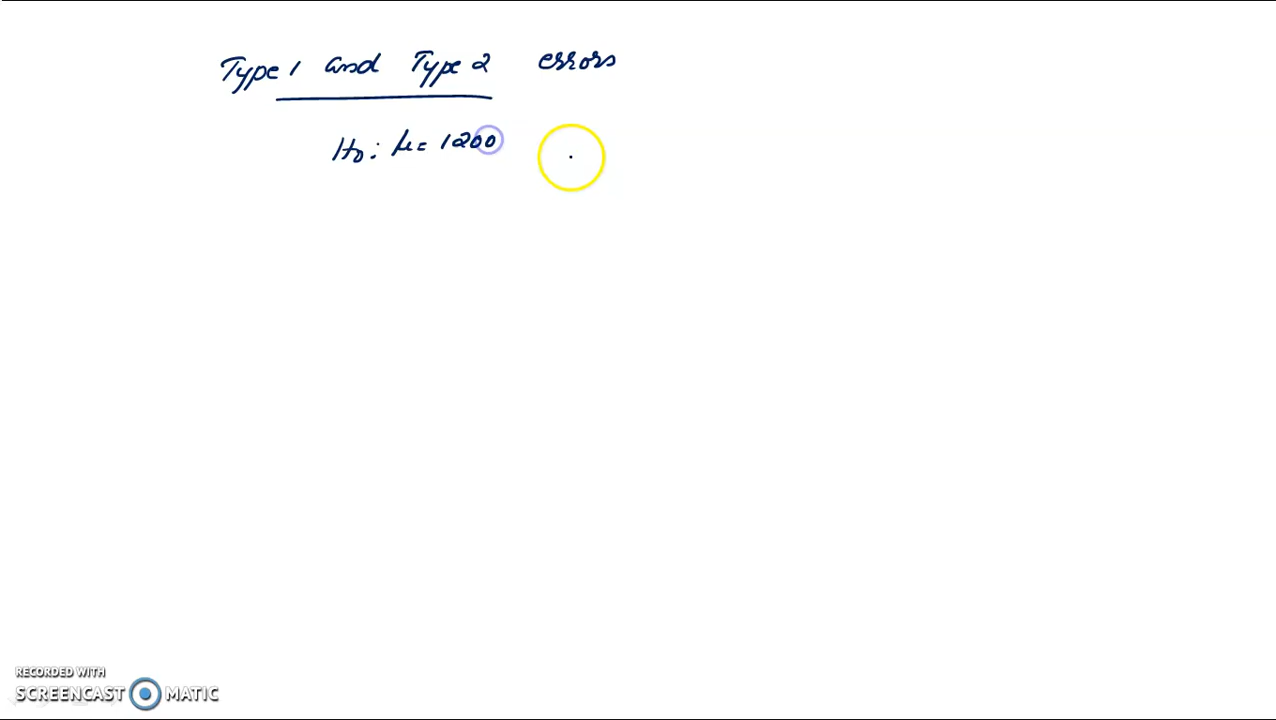 Type 1 and Type 2 errors
H0: μ = 1200
RECORDED WITH
SCREENCAST MATIC